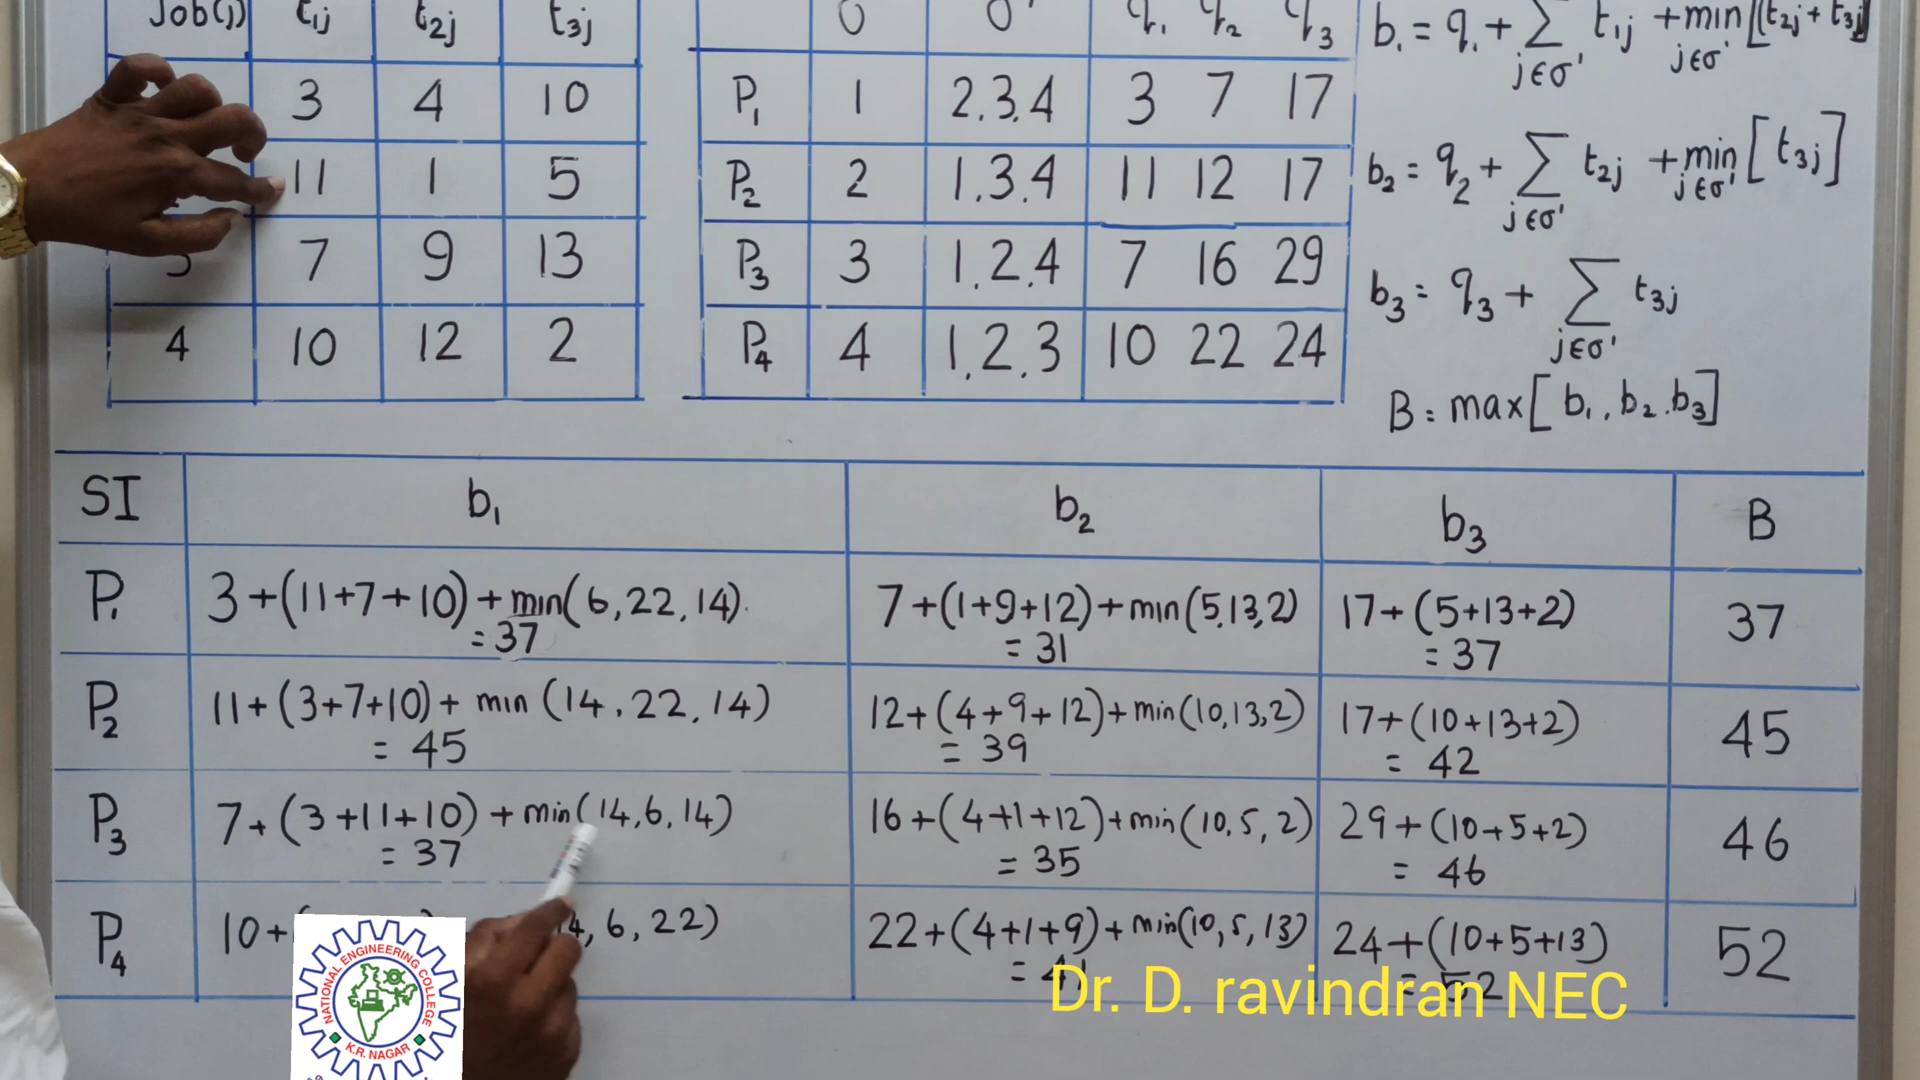 Job(j) t1j t2j t3j
3 4 10
11 1 5
3 7 9 13
4 10 12 2
σ σ' q1 q2 q3
P1 1 2,3,4 3 7 17
P2 2 1,3,4 11 12 17
P3 3 1,2,4 7 16 29
P4 4 1,2,3 10 22 24
b1 = q1 + Σ t1j + min [(t2j + t3j]
j∈σ' j∈σ'
b2 = q2 + Σ t2j + min [t3j]
j∈σ' j∈σ'
b3 = q3 + Σ t3j
j∈σ'
B = max [b1, b2, b3]
SI b1 b2 b3 B
P1 3+(11+7+10)+min(6,22,14) 7+(1+9+12)+min(5,13,2) 17+(5+13+2) 37
= 37 = 31 = 37
P2 11+(3+7+10)+ min (14,22,14) 12+(4+9+12)+min(10,13,2) 17+(10+13+2) 45
= 45 = 39 = 42
P3 7+(3+11+10)+min(14,6,14) 16+(4+1+12)+min(10,5,2) 29+(10+5+2) 46
= 37 = 35 = 46
P4 10+( 4,6,22) 22+(4+1+9)+min(10,5,13) 24+(10+5+13) 52
= 41 = 52
Dr. D. ravindran NEC
NATIONAL ENGINEERING COLLEGE
K.R. NAGAR